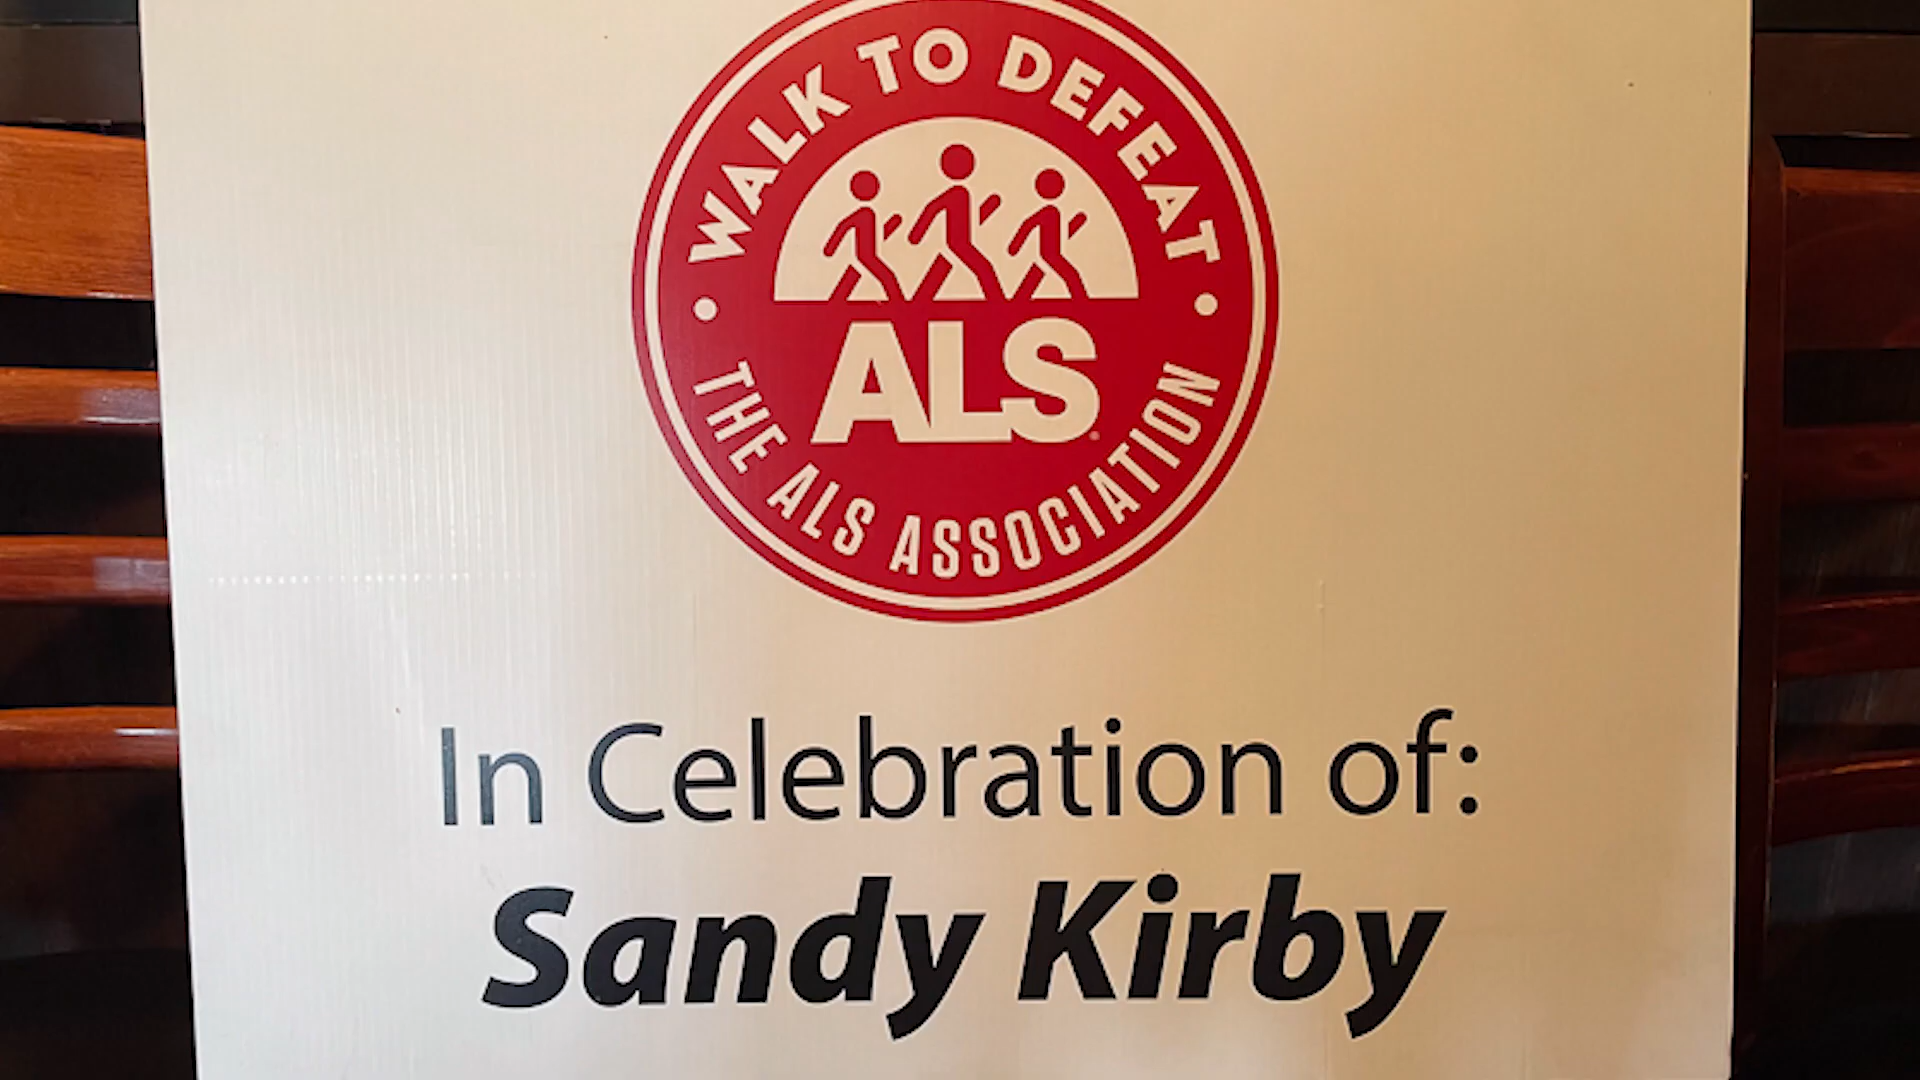 WALK TO DEFEAT
ALS
THE ALS ASSOCIATION
In Celebration of:
Sandy Kirby